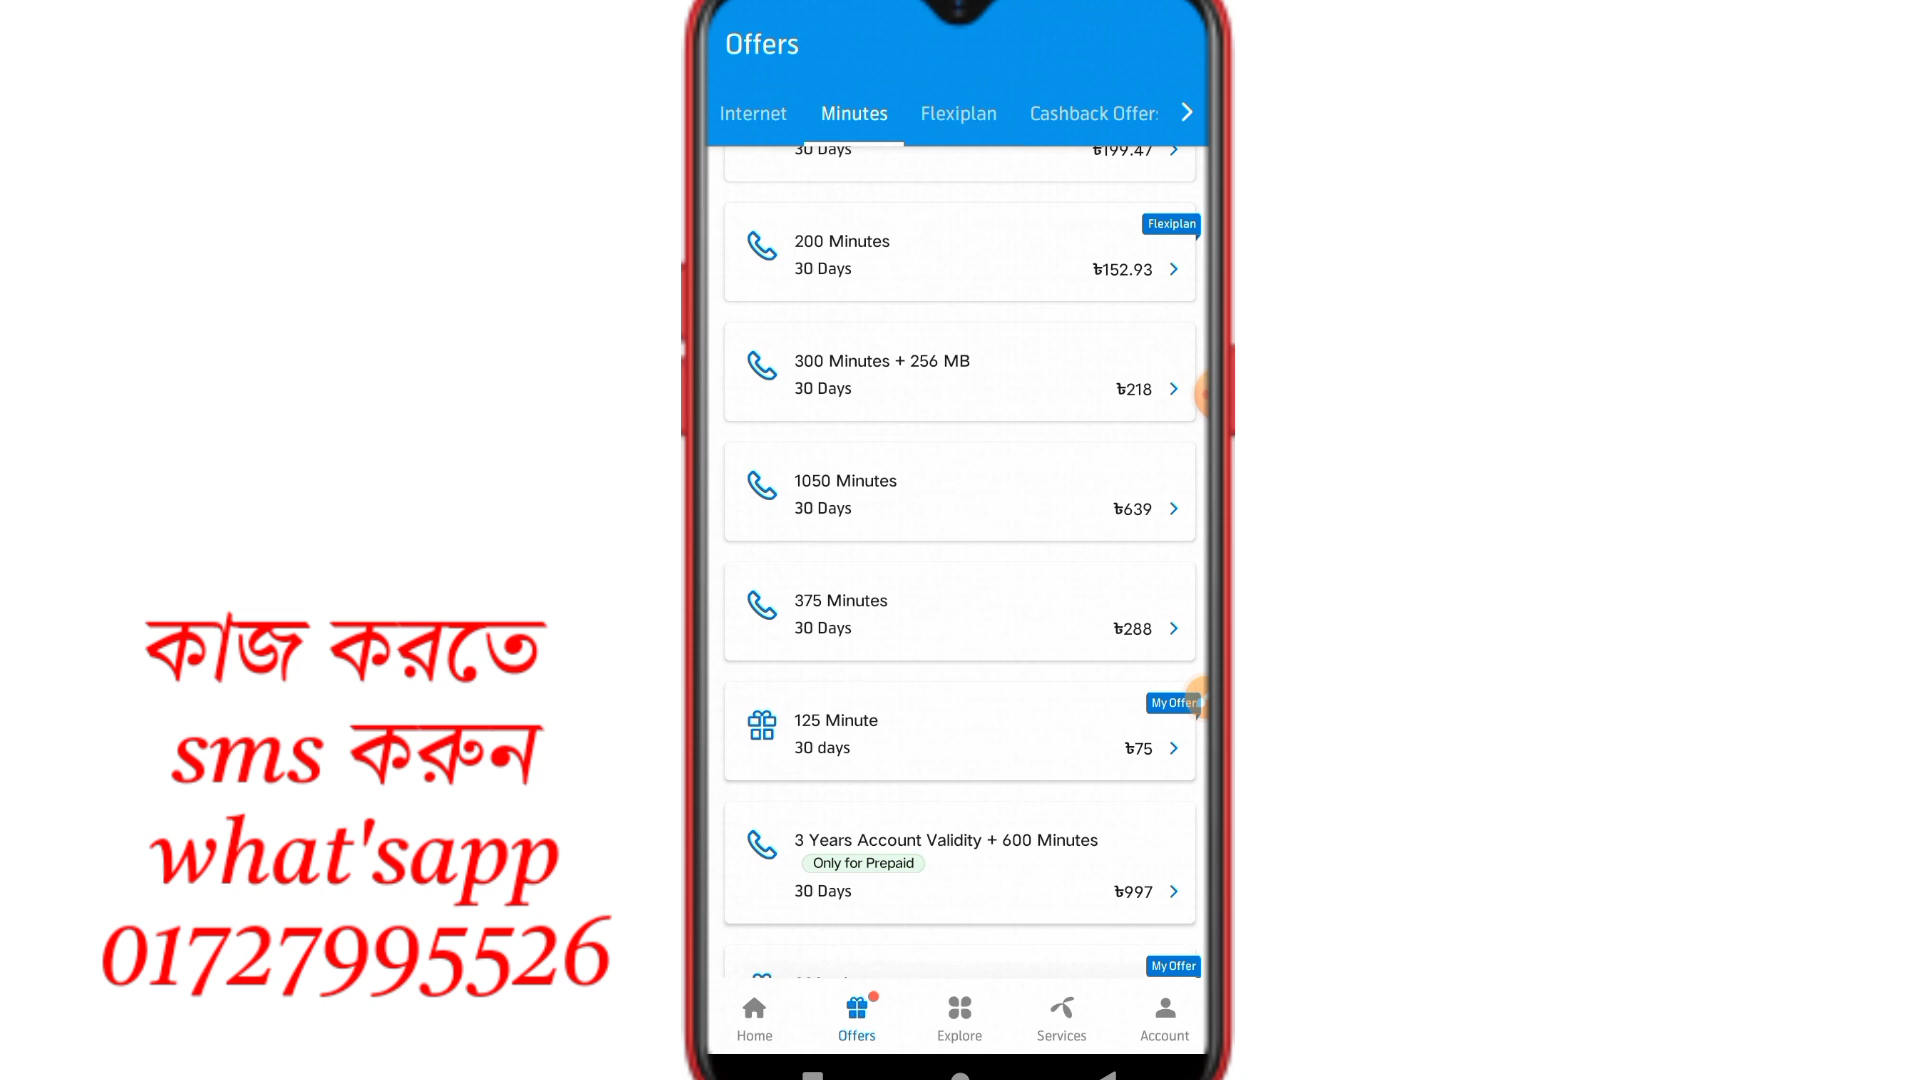 Offers
Internet Minutes Flexiplan Cashback Offer
30 Days ৳199.47
Flexiplan
200 Minutes
30 Days ৳152.93
300 Minutes + 256 MB
30 Days ৳218
1050 Minutes
30 Days ৳639
375 Minutes
30 Days ৳288
My Offer
125 Minute
30 days ৳75
3 Years Account Validity + 600 Minutes
Only for Prepaid
30 Days ৳997
My Offer
Home Offers Explore Services Account
কাজ করতে
sms করুন
what'sapp
01727995526